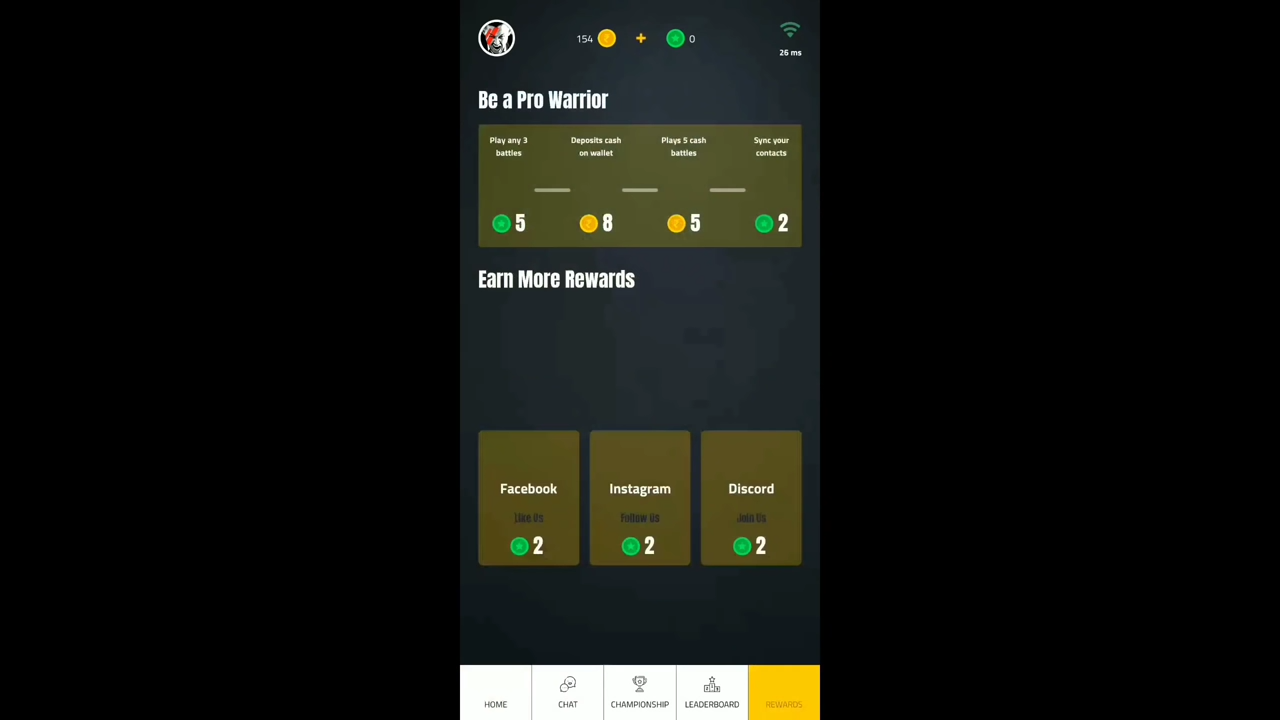 154 + 0
26 ms
Be a Pro Warrior
Play any 3 battles
Deposits cash on wallet
Plays 5 cash battles
Sync your contacts
5
8
5
2
Earn More Rewards
Facebook
Like Us
2
Instagram
Follow Us
2
Discord
Join Us
2
HOME
CHAT
CHAMPIONSHIP
LEADERBOARD
REWARDS